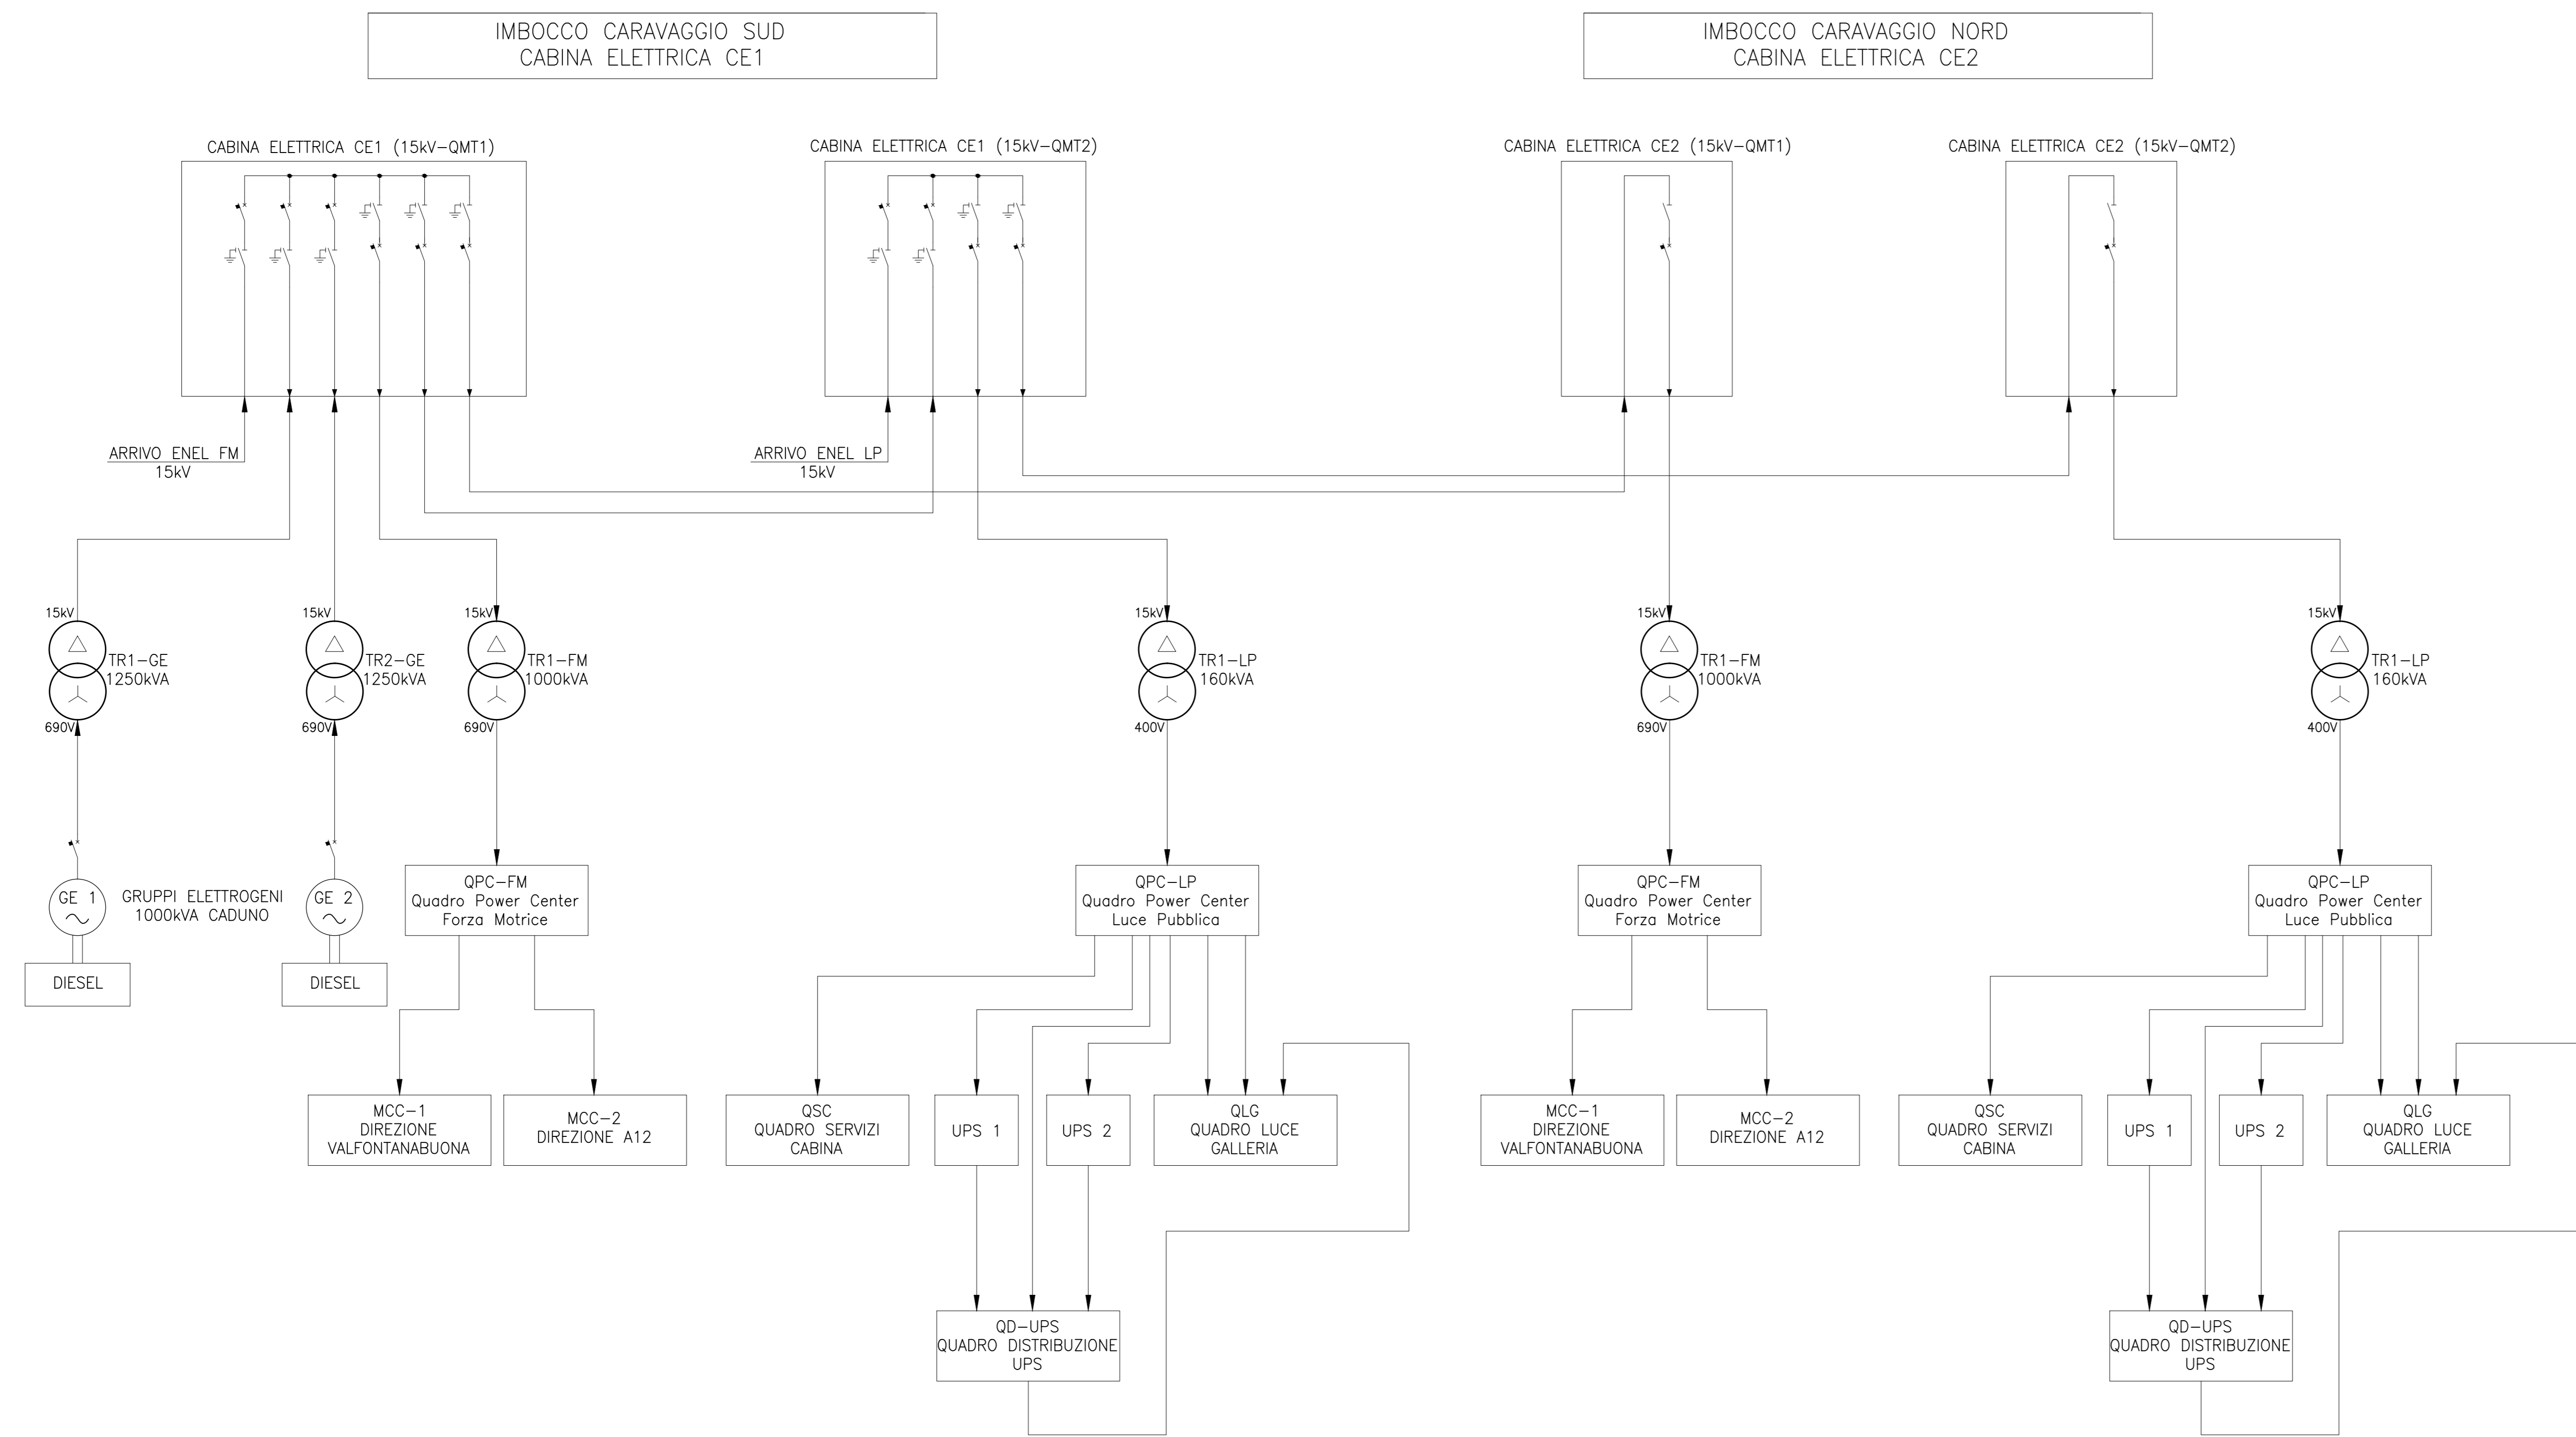 IMBOCCO CARAVAGGIO SUD
CABINA ELETTRICA CE1
IMBOCCO CARAVAGGIO NORD
CABINA ELETTRICA CE2
CABINA ELETTRICA CE1 (15kV-QMT1)
CABINA ELETTRICA CE1 (15kV-QMT2)
CABINA ELETTRICA CE2 (15kV-QMT1)
CABINA ELETTRICA CE2 (15kV-QMT2)
ARRIVO ENEL FM
15kV
ARRIVO ENEL LP
15kV
15kV
TR1-GE
1250kVA
690V
15kV
TR2-GE
1250kVA
690V
15kV
TR1-FM
1000kVA
690V
15kV
TR1-LP
160kVA
400V
15kV
TR1-FM
1000kVA
690V
15kV
TR1-LP
160kVA
400V
GE 1
GRUPPI ELETTROGENI
1000kVA CADUNO
GE 2
DIESEL
DIESEL
QPC-FM
Quadro Power Center
Forza Motrice
QPC-LP
Quadro Power Center
Luce Pubblica
QPC-FM
Quadro Power Center
Forza Motrice
QPC-LP
Quadro Power Center
Luce Pubblica
MCC-1
DIREZIONE
VALFONTANABUONA
MCC-2
DIREZIONE A12
QSC
QUADRO SERVIZI
CABINA
UPS 1
UPS 2
QLG
QUADRO LUCE
GALLERIA
MCC-1
DIREZIONE
VALFONTANABUONA
MCC-2
DIREZIONE A12
QSC
QUADRO SERVIZI
CABINA
UPS 1
UPS 2
QLG
QUADRO LUCE
GALLERIA
QD-UPS
QUADRO DISTRIBUZIONE
UPS
QD-UPS
QUADRO DISTRIBUZIONE
UPS